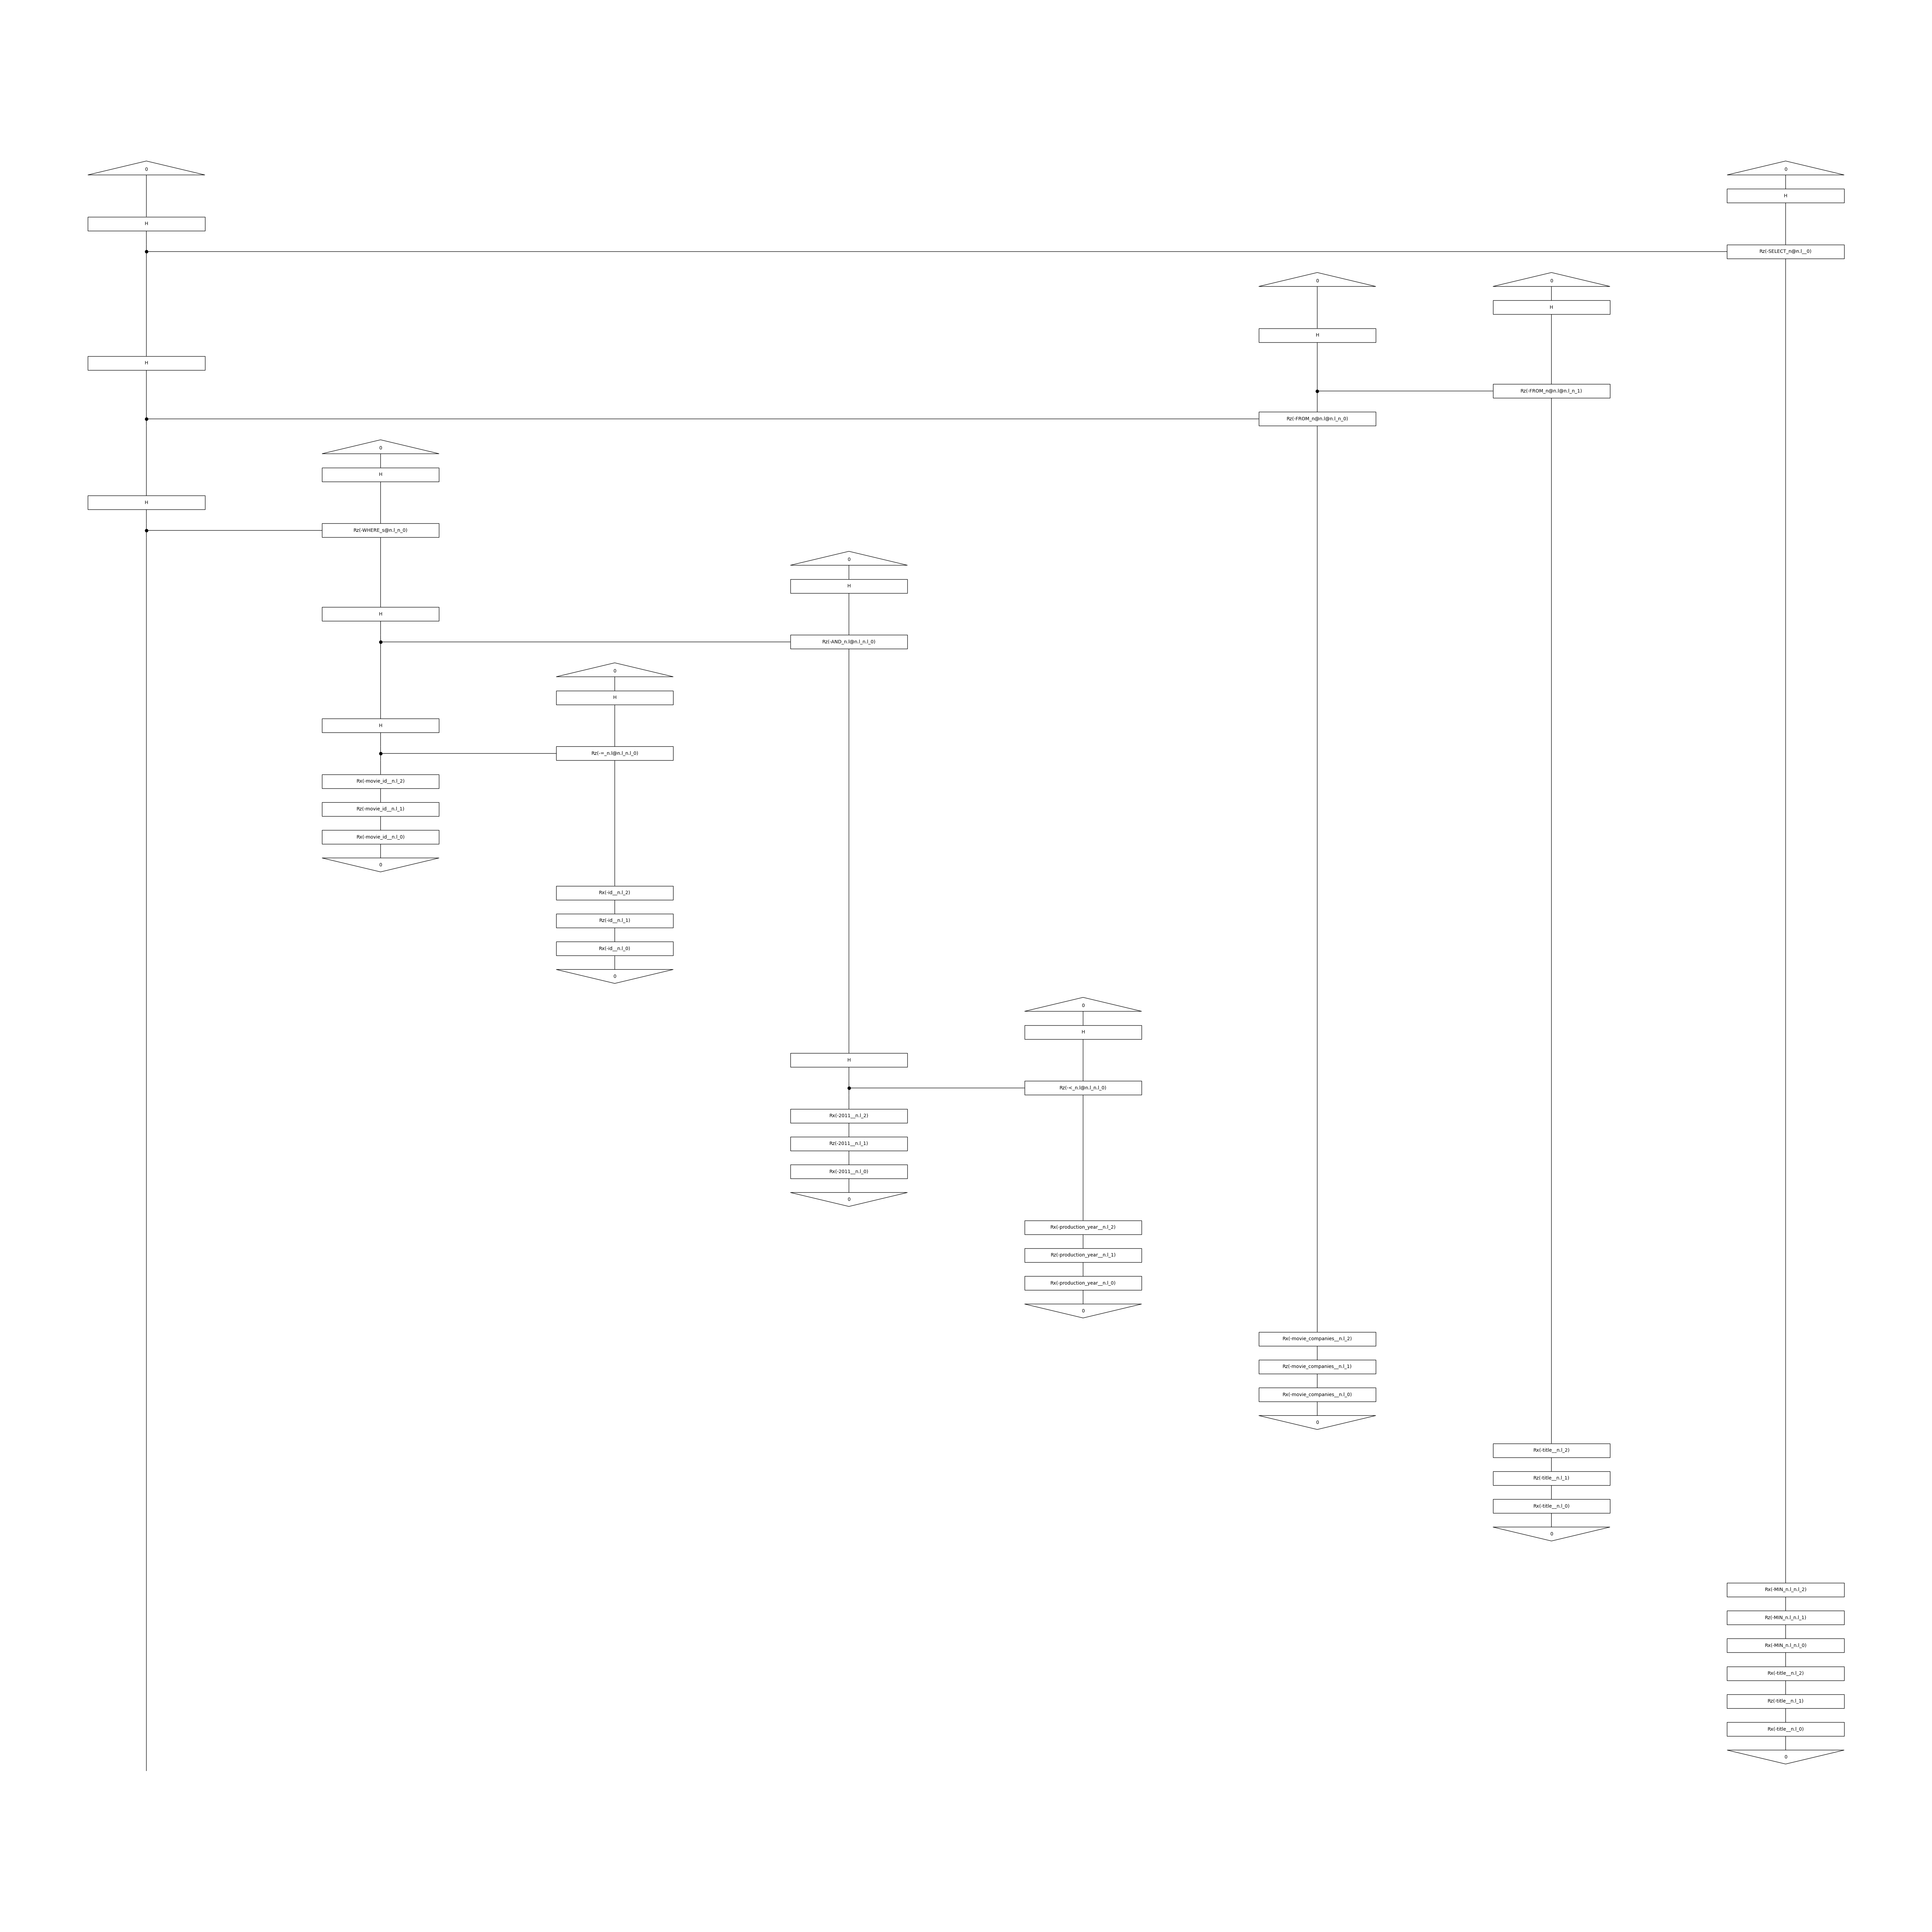 0
0
H
H
Rz(-SELECT_n@n.l__0)
0
0
H
H
H
Rz(-FROM_n@n.l@n.l_n_1)
Rz(-FROM_n@n.l@n.l_n_0)
0
H
H
Rz(-WHERE_s@n.l_n_0)
0
H
H
Rz(-AND_n.l@n.l_n.l_0)
0
H
H
Rz(-=_n.l@n.l_n.l_0)
Rx(-movie_id__n.l_2)
Rz(-movie_id__n.l_1)
Rx(-movie_id__n.l_0)
0
Rx(-id__n.l_2)
Rz(-id__n.l_1)
Rx(-id__n.l_0)
0
0
H
H
Rz(-<_n.l@n.l_n.l_0)
Rx(-2011__n.l_2)
Rz(-2011__n.l_1)
Rx(-2011__n.l_0)
0
Rx(-production_year__n.l_2)
Rz(-production_year__n.l_1)
Rx(-production_year__n.l_0)
0
Rx(-movie_companies__n.l_2)
Rz(-movie_companies__n.l_1)
Rx(-movie_companies__n.l_0)
0
Rx(-title__n.l_2)
Rz(-title__n.l_1)
Rx(-title__n.l_0)
0
Rx(-MIN_n.l_n.l_2)
Rz(-MIN_n.l_n.l_1)
Rx(-MIN_n.l_n.l_0)
Rx(-title__n.l_2)
Rz(-title__n.l_1)
Rx(-title__n.l_0)
0